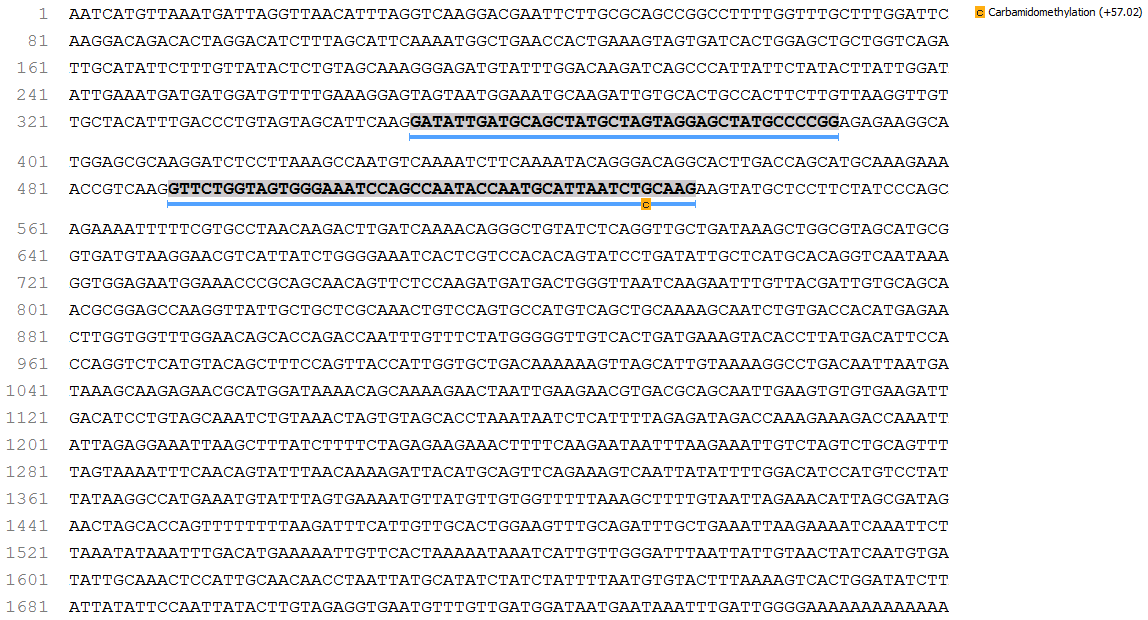 1 AATCATGTTAAATGATTAGGTTAACATTTAGGTCAAGGACGAATTCTTGCGCAGCCGGCCTTTTGGTTTGCTTTGGATTC
C Carbamidomethylation (+57.02)
81 AAGGACAGACACTAGGACATCTTTAGCATTCAAAATGGCTGAACCACTGAAAGTAGTGATCACTGGAGCTGCTGGTCAGA
161 TTGCATATTCTTTGTTATACTCTGTAGCAAAGGGAGATGTATTTGGACAAGATCAGCCCATTATTCTATACTTATTGGAT
241 ATTGAAATGATGATGGATGTTTTGAAAGGAGTAGTAATGGAAATGCAAGATTGTGCACTGCCACTTCTTGTTAAGGTTGT
321 TGCTACATTTGACCCTGTAGTAGCATTCAAGGATATTGATGCAGCTATGCTAGTAGGAGCTATGCCCCGGAGAGAAGGCA
401 TGGAGCGCAAGGATCTCCTTAAAGCCAATGTCAAAATCTTCAAAATACAGGGACAGGCACTTGACCAGCATGCAAAGAAA
481 ACCGTCAAGGTTCTGGTAGTGGGAAATCCAGCCAATACCAATGCATTAATCTGCAAGAAGTATGCTCCTTCTATCCCAGC
C
561 AGAAAATTTTTCGTGCCTAACAAGACTTGATCAAAACAGGGCTGTATCTCAGGTTGCTGATAAAGCTGGCGTAGCATGCG
641 GTGATGTAAGGAACGTCATTATCTGGGGAAATCACTCGTCCACACAGTATCCTGATATTGCTCATGCACAGGTCAATAAA
721 GGTGGAGAATGGAAACCCGCAGCAACAGTTCTCCAAGATGATGACTGGGTTAATCAAGAATTTGTTACGATTGTGCAGCA
801 ACGCGGAGCCAAGGTTATTGCTGCTCGCAAACTGTCCAGTGCCATGTCAGCTGCAAAAGCAATCTGTGACCACATGAGAA
881 CTTGGTGGTTTGGAACAGCACCAGACCAATTTGTTTCTATGGGGGTTGTCACTGATGAAAGTACACCTTATGACATTCCA
961 CCAGGTCTCATGTACAGCTTTCCAGTTACCATTGGTGCTGACAAAAAAGTTAGCATTGTAAAAGGCCTGACAATTAATGA
1041 TAAAGCAAGAGAACGCATGGATAAAACAGCAAAAGAACTAATTGAAGAACGTGACGCAGCAATTGAAGTGTGTGAAGATT
1121 GACATCCTGTAGCAAATCTGTAAACTAGTGTAGCACCTAAATAATCTCATTTTAGAGATAGACCAAAGAAAGACCAAATT
1201 ATTAGAGGAAATTAAGCTTTATCTTTTCTAGAGAAGAAACTTTTCAAGAATAATTTAAGAAATTGTCTAGTCTGCAGTTT
1281 TAGTAAAATTTCAACAGTATTTAACAAAAGATTACATGCAGTTCAGAAAGTCAATTATATTTTGGACATCCATGTCCTAT
1361 TATAAGGCCATGAAATGTATTTAGTGAAAATGTTATGTTGTGGTTTTTAAAGCTTTTGTAATTAGAAACATTAGCGATAG
1441 AACTAGCACCAGTTTTTTTTAAGATTTCATTGTTGCACTGGAAGTTTGCAGATTTGCTGAAATTAAGAAAATCAAATTCT
1521 TAAATATAAATTTGACATGAAAAATTGTTCACTAAAAATAAATCATTGTTGGGATTTAATTATTGTAACTATCAATGTGA
1601 TATTGCAAACTCCATTGCAACAACCTAATTATGCATATCTATCTATTTTAATGTGTACTTTAAAAGTCACTGGATATCTT
1681 ATTATATTCCAATTATACTTGTAGAGGTGAATGTTTGTTGATGGATAATGAATAAATTTGATTGGGGAAAAAAAAAAAAA